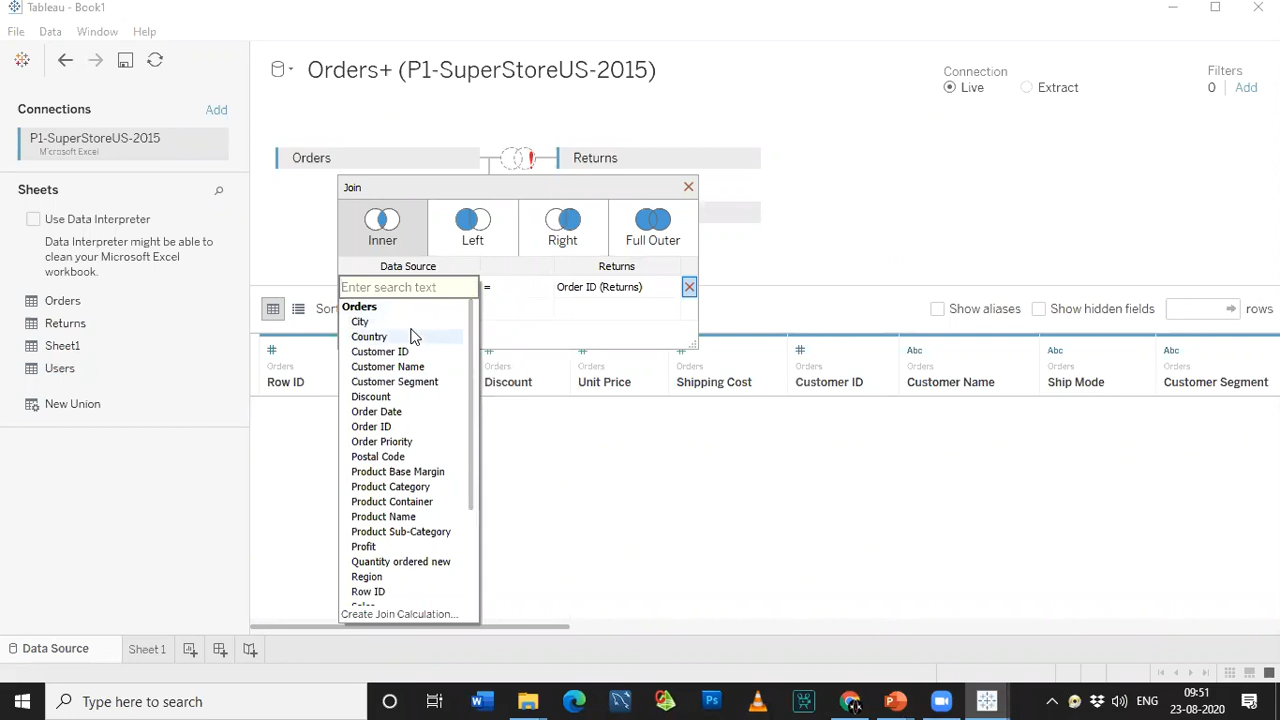 Tableau - Book1
File Data Window Help
Connections Add
P1-SuperStoreUS-2015
Microsoft Excel
Sheets
Use Data Interpreter
Data Interpreter might be able to
clean your Microsoft Excel
workbook.
Orders
Returns
Sheet1
Users
New Union
Orders+ (P1-SuperStoreUS-2015)
Connection
Live Extract
Filters
0 Add
Orders Returns
Join
Inner Left Right Full Outer
Data Source Returns
Enter search text = Order ID (Returns)
Orders
City
Country
Customer ID
Customer Name
Customer Segment
Discount
Order Date
Order ID
Order Priority
Postal Code
Product Base Margin
Product Category
Product Container
Product Name
Product Sub-Category
Profit
Quantity ordered new
Region
Row ID
Create Join Calculation...
Show aliases Show hidden fields rows
# # Abc Abc Abc
Orders Orders Orders Orders Orders Orders Orders Orders
Row ID Discount Unit Price Shipping Cost Customer ID Customer Name Ship Mode Customer Segment
Data Source Sheet 1
Type here to search
ENG
09:51
23-08-2020